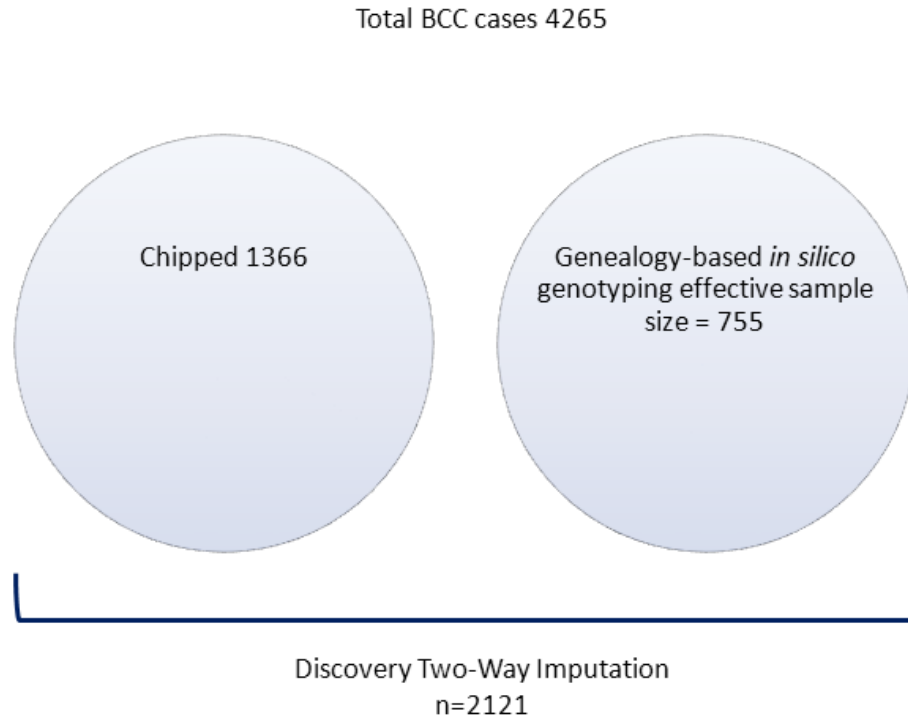 Total BCC cases 4265
Chipped 1366
Genealogy-based in silico
genotyping effective sample
size = 755
Discovery Two-Way Imputation
n=2121